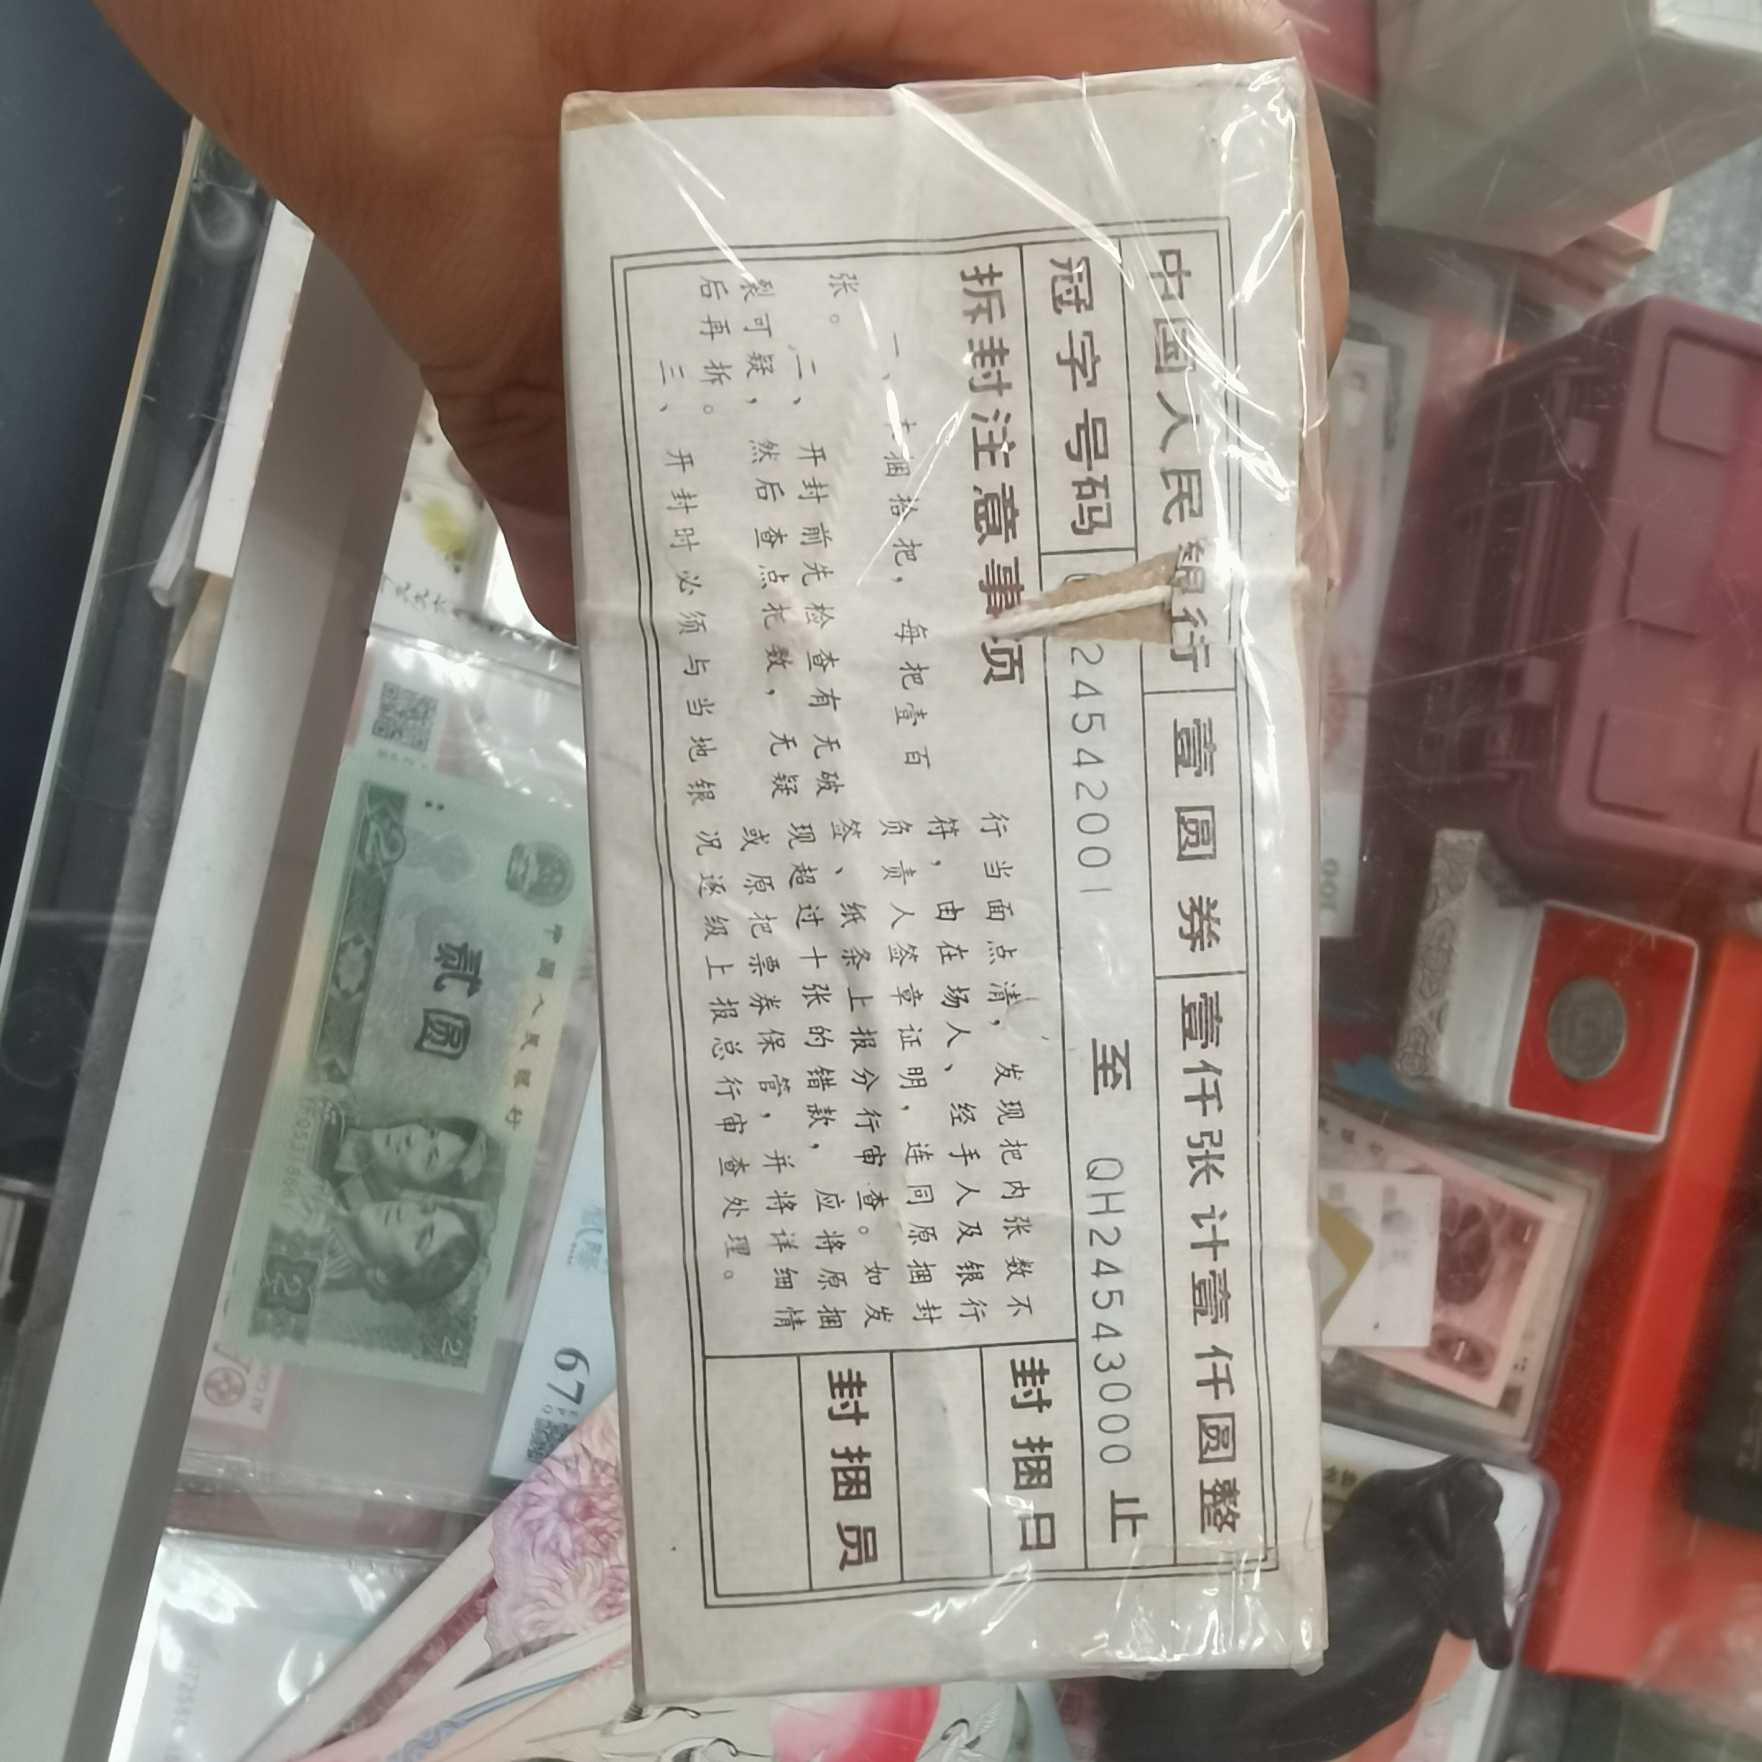 中国人民银行 壹圆券 壹仟张计壹仟圆整
冠字号码 24542001 至 QH24543000 止
拆封注意事项
捆拾把，每把壹百
张。
二、开封前先检查有无破
裂可疑，然后查点把数，无疑
后再拆。
三、开封时必须与当地银
行当面点清，发现把内张数不
符，由在场人、经手人及银行
负责人签章证明，连同原捆封
签、纸条上报分行审查。如发
现超过十张的错款，应将原捆
或原把票券保管，并将详细情
况逐级上报总行审查处理。
封捆日
封捆员
中国人民银行
贰圆
2
2
67